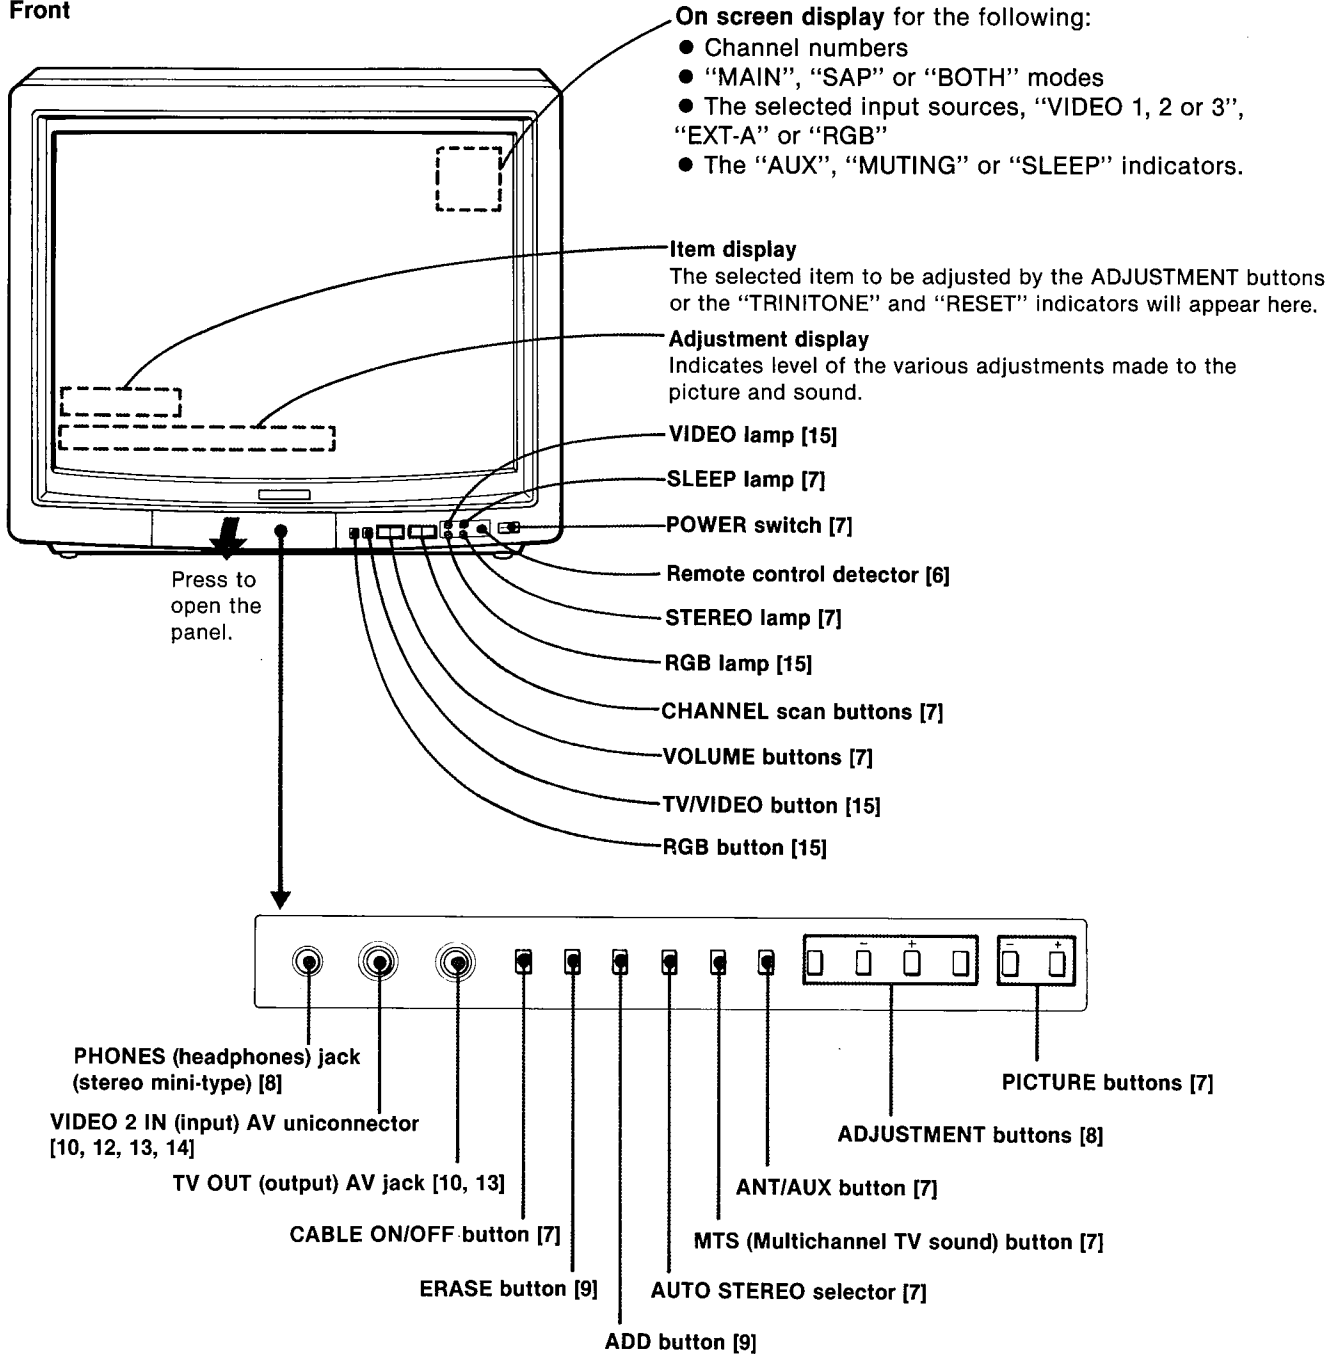 Front
On screen display for the following:
● Channel numbers
● “MAIN”, “SAP” or “BOTH” modes
● The selected input sources, “VIDEO 1, 2 or 3”,
“EXT-A” or “RGB”
● The “AUX”, “MUTING” or “SLEEP” indicators.
Item display
The selected item to be adjusted by the ADJUSTMENT buttons
or the “TRINITONE” and “RESET” indicators will appear here.
Adjustment display
Indicates level of the various adjustments made to the
picture and sound.
VIDEO lamp [15]
SLEEP lamp [7]
POWER switch [7]
Remote control detector [6]
STEREO lamp [7]
RGB lamp [15]
CHANNEL scan buttons [7]
VOLUME buttons [7]
TV/VIDEO button [15]
RGB button [15]
Press to
open the
panel.
− + − +
PHONES (headphones) jack
(stereo mini-type) [8]
VIDEO 2 IN (input) AV uniconnector
[10, 12, 13, 14]
TV OUT (output) AV jack [10, 13]
CABLE ON/OFF button [7]
ERASE button [9]
ADD button [9]
AUTO STEREO selector [7]
MTS (Multichannel TV sound) button [7]
ANT/AUX button [7]
ADJUSTMENT buttons [8]
PICTURE buttons [7]